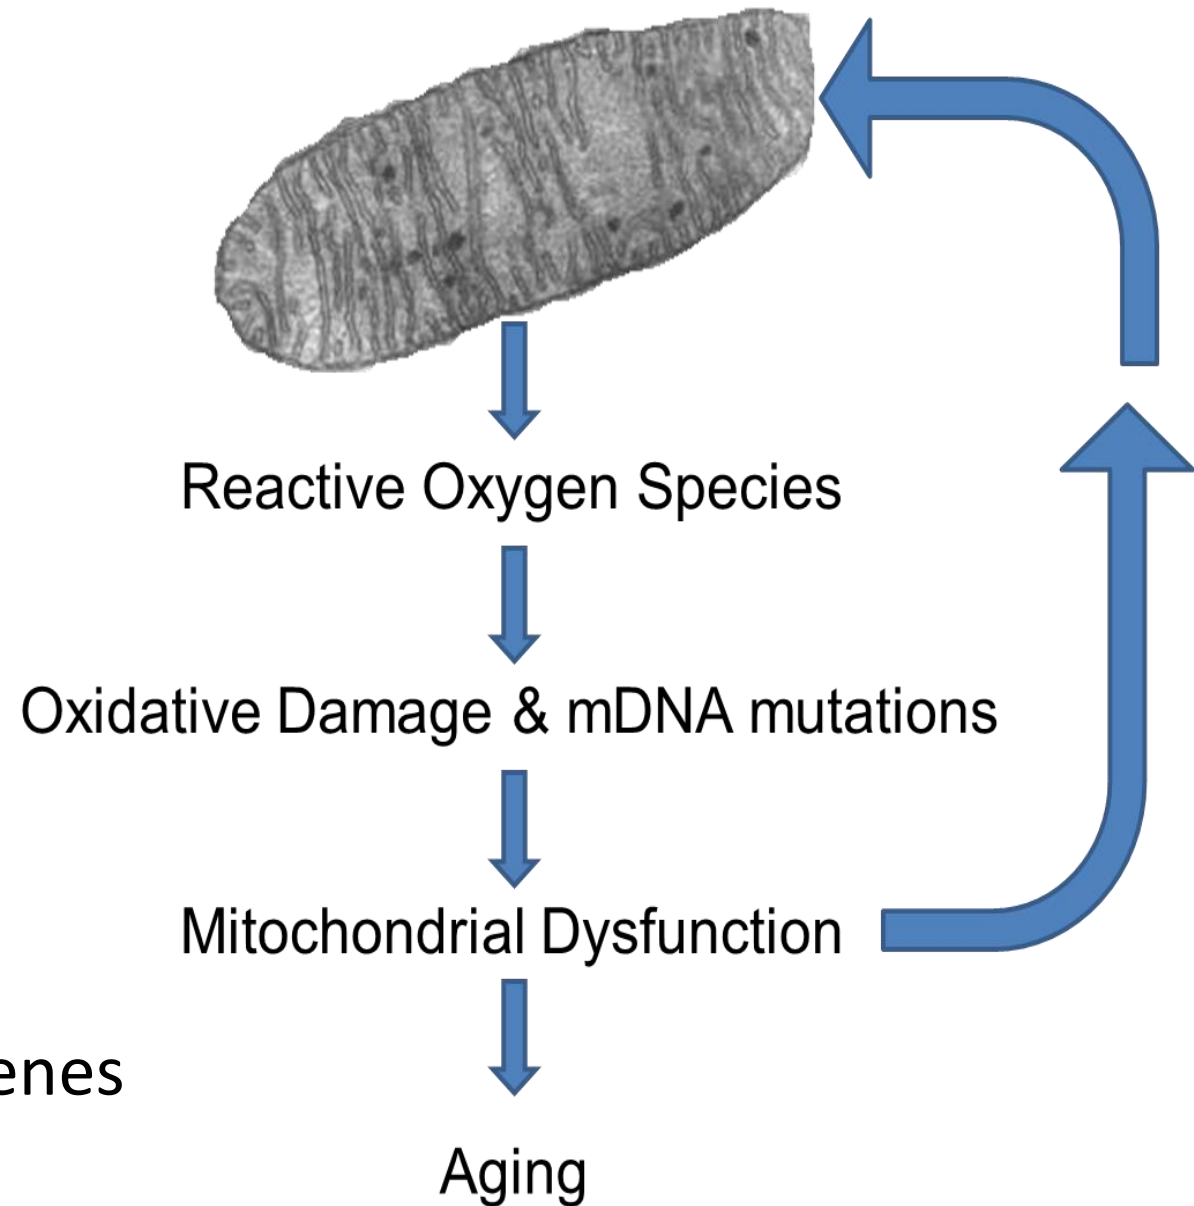 Reactive Oxygen Species
Oxidative Damage & mDNA mutations
Mitochondrial Dysfunction
enes
Aging